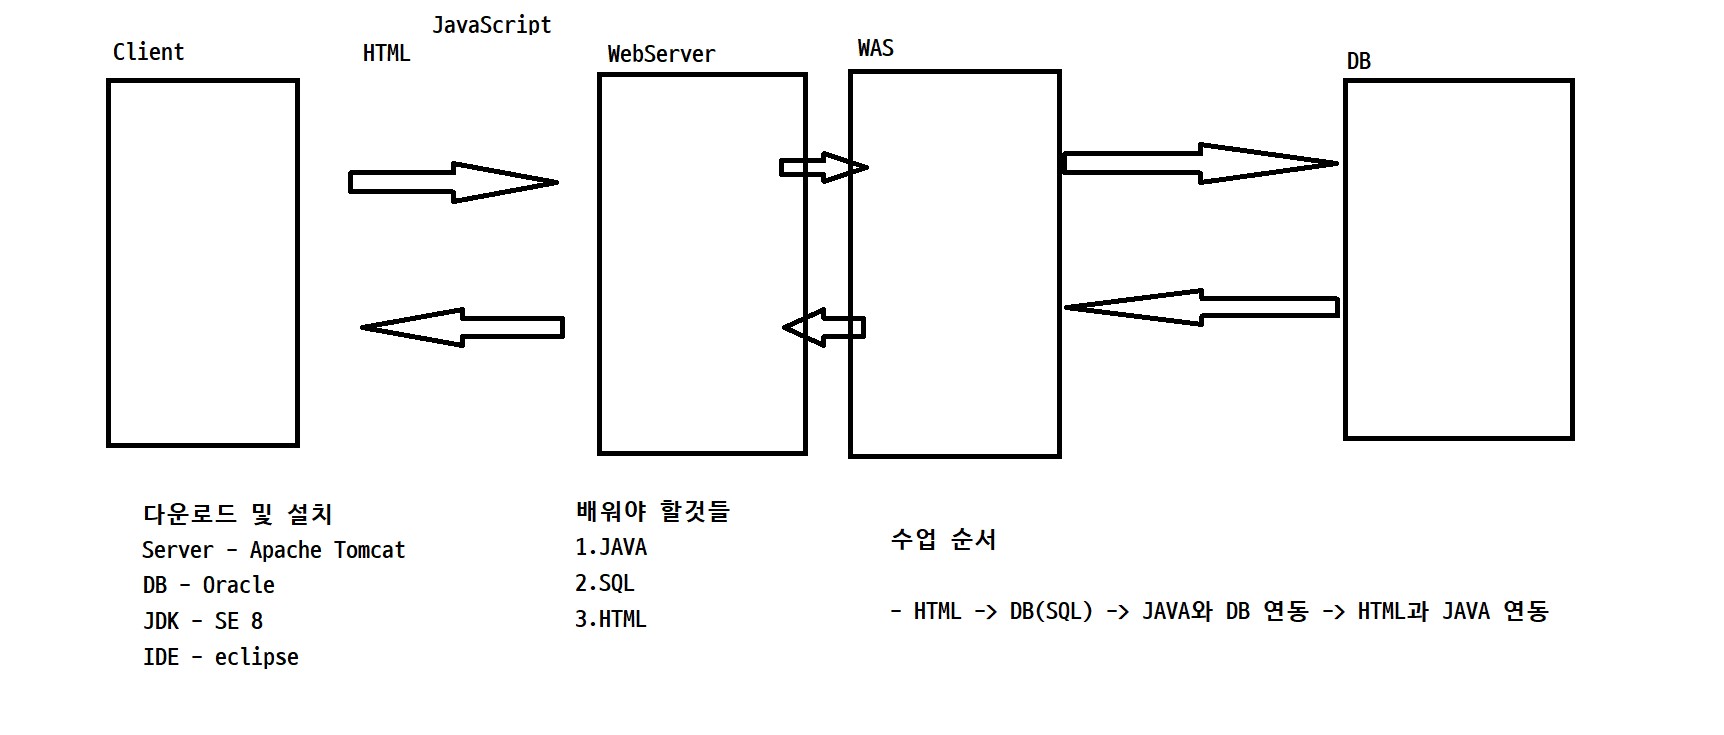 JavaScript
Client
HTML
WebServer
WAS
DB
다운로드 및 설치
Server - Apache Tomcat
DB - Oracle
JDK - SE 8
IDE - eclipse
배워야 할것들
1.JAVA
2.SQL
3.HTML
수업 순서
- HTML -> DB(SQL) -> JAVA와 DB 연동 -> HTML과 JAVA 연동